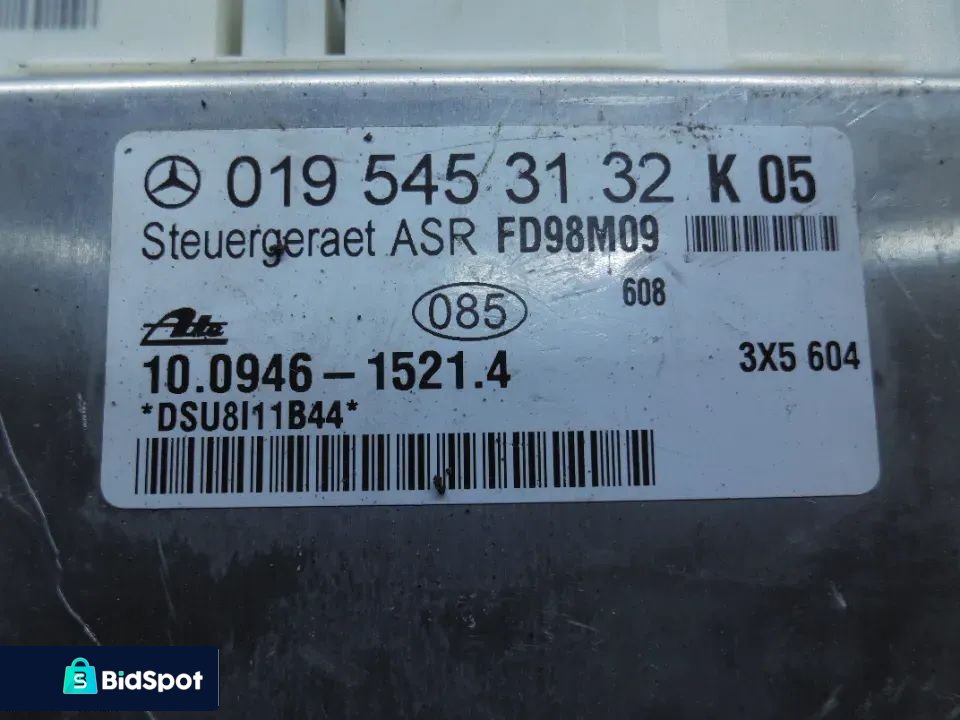 019 545 31 32 K 05
Steuergeraet ASR FD98M09
085 608
Ate
10.0946-1521.4 3X5 604
*DSU8I11B44*
BidSpot